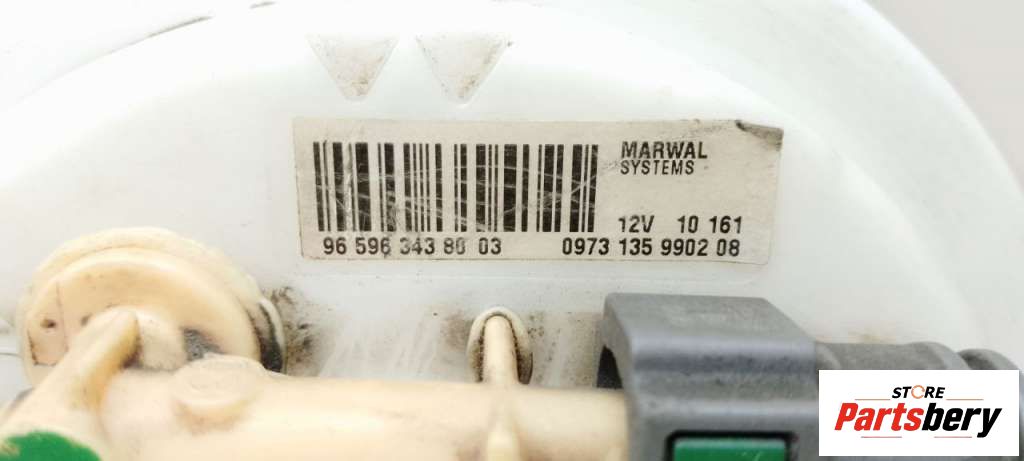 MARWAL
SYSTEMS
12V 10 161
96 596 343 80 03 0973 135 9902 08
STORE
Partsbery